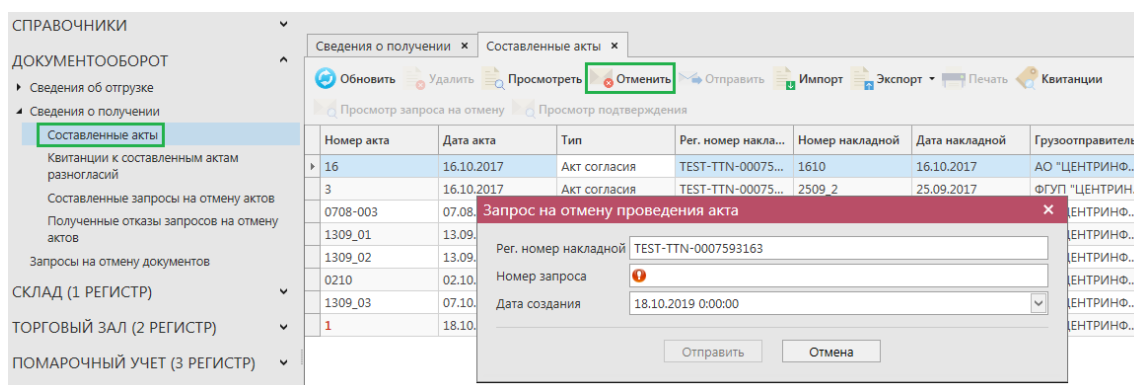 СПРАВОЧНИКИ
ДОКУМЕНТООБОРОТ
Сведения об отгрузке
Сведения о получении
Составленные акты
Квитанции к составленным актам
разногласий
Составленные запросы на отмену актов
Полученные отказы запросов на отмену
актов
Запросы на отмену документов
СКЛАД (1 РЕГИСТР)
ТОРГОВЫЙ ЗАЛ (2 РЕГИСТР)
ПОМАРОЧНЫЙ УЧЕТ (3 РЕГИСТР)
Сведения о получении × Составленные акты ×
Обновить Удалить Просмотреть Отменить Отправить Импорт Экспорт Печать Квитанции
Просмотр запроса на отмену Просмотр подтверждения
Номер акта Дата акта Тип Рег. номер накла... Номер накладной Дата накладной Грузоотправитель
16 16.10.2017 Акт согласия TEST-TTN-00075... 1610 16.10.2017 АО "ЦЕНТРИНФ...
3 16.10.2017 Акт согласия TEST-TTN-00075... 2509_2 25.09.2017 ФГУП "ЦЕНТРИН...
0708-003 07.08. ЦЕНТРИНФ...
1309_01 13.09. ЦЕНТРИНФ...
1309_02 13.09. ЦЕНТРИНФ...
0210 02.10. ЦЕНТРИНФ...
1309_03 07.10. ЦЕНТРИНФ...
1 18.10. ЦЕНТРИНФ...
Запрос на отмену проведения акта ×
Рег. номер накладной TEST-TTN-0007593163
Номер запроса
Дата создания 18.10.2019 0:00:00
Отправить Отмена